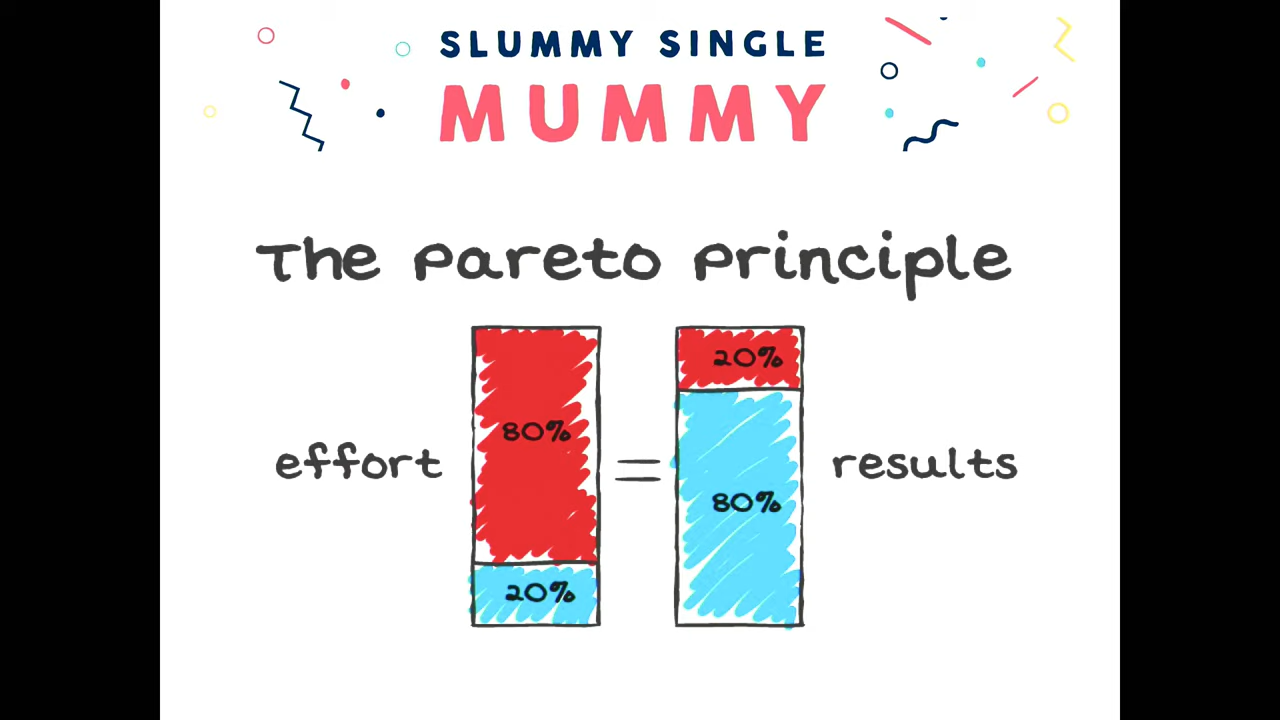 SLUMMY SINGLE
MUMMY
The Pareto Principle
20%
80%
effort
=
results
80%
20%